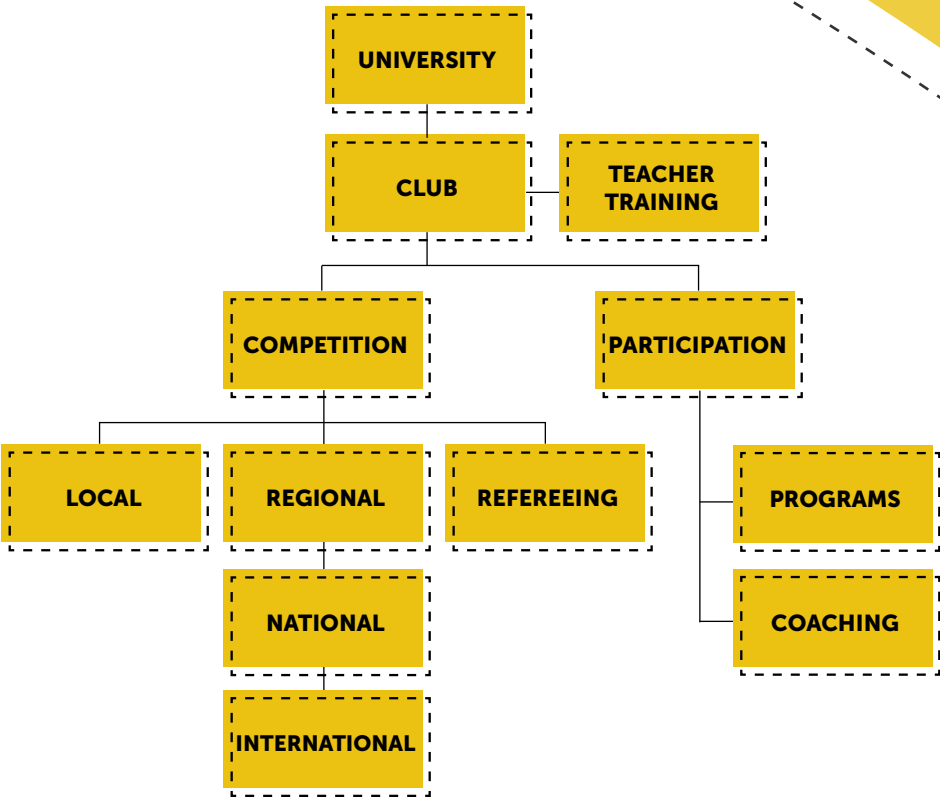 UNIVERSITY
CLUB
TEACHER
TRAINING
COMPETITION
PARTICIPATION
LOCAL
REGIONAL
REFEREEING
PROGRAMS
NATIONAL
COACHING
INTERNATIONAL